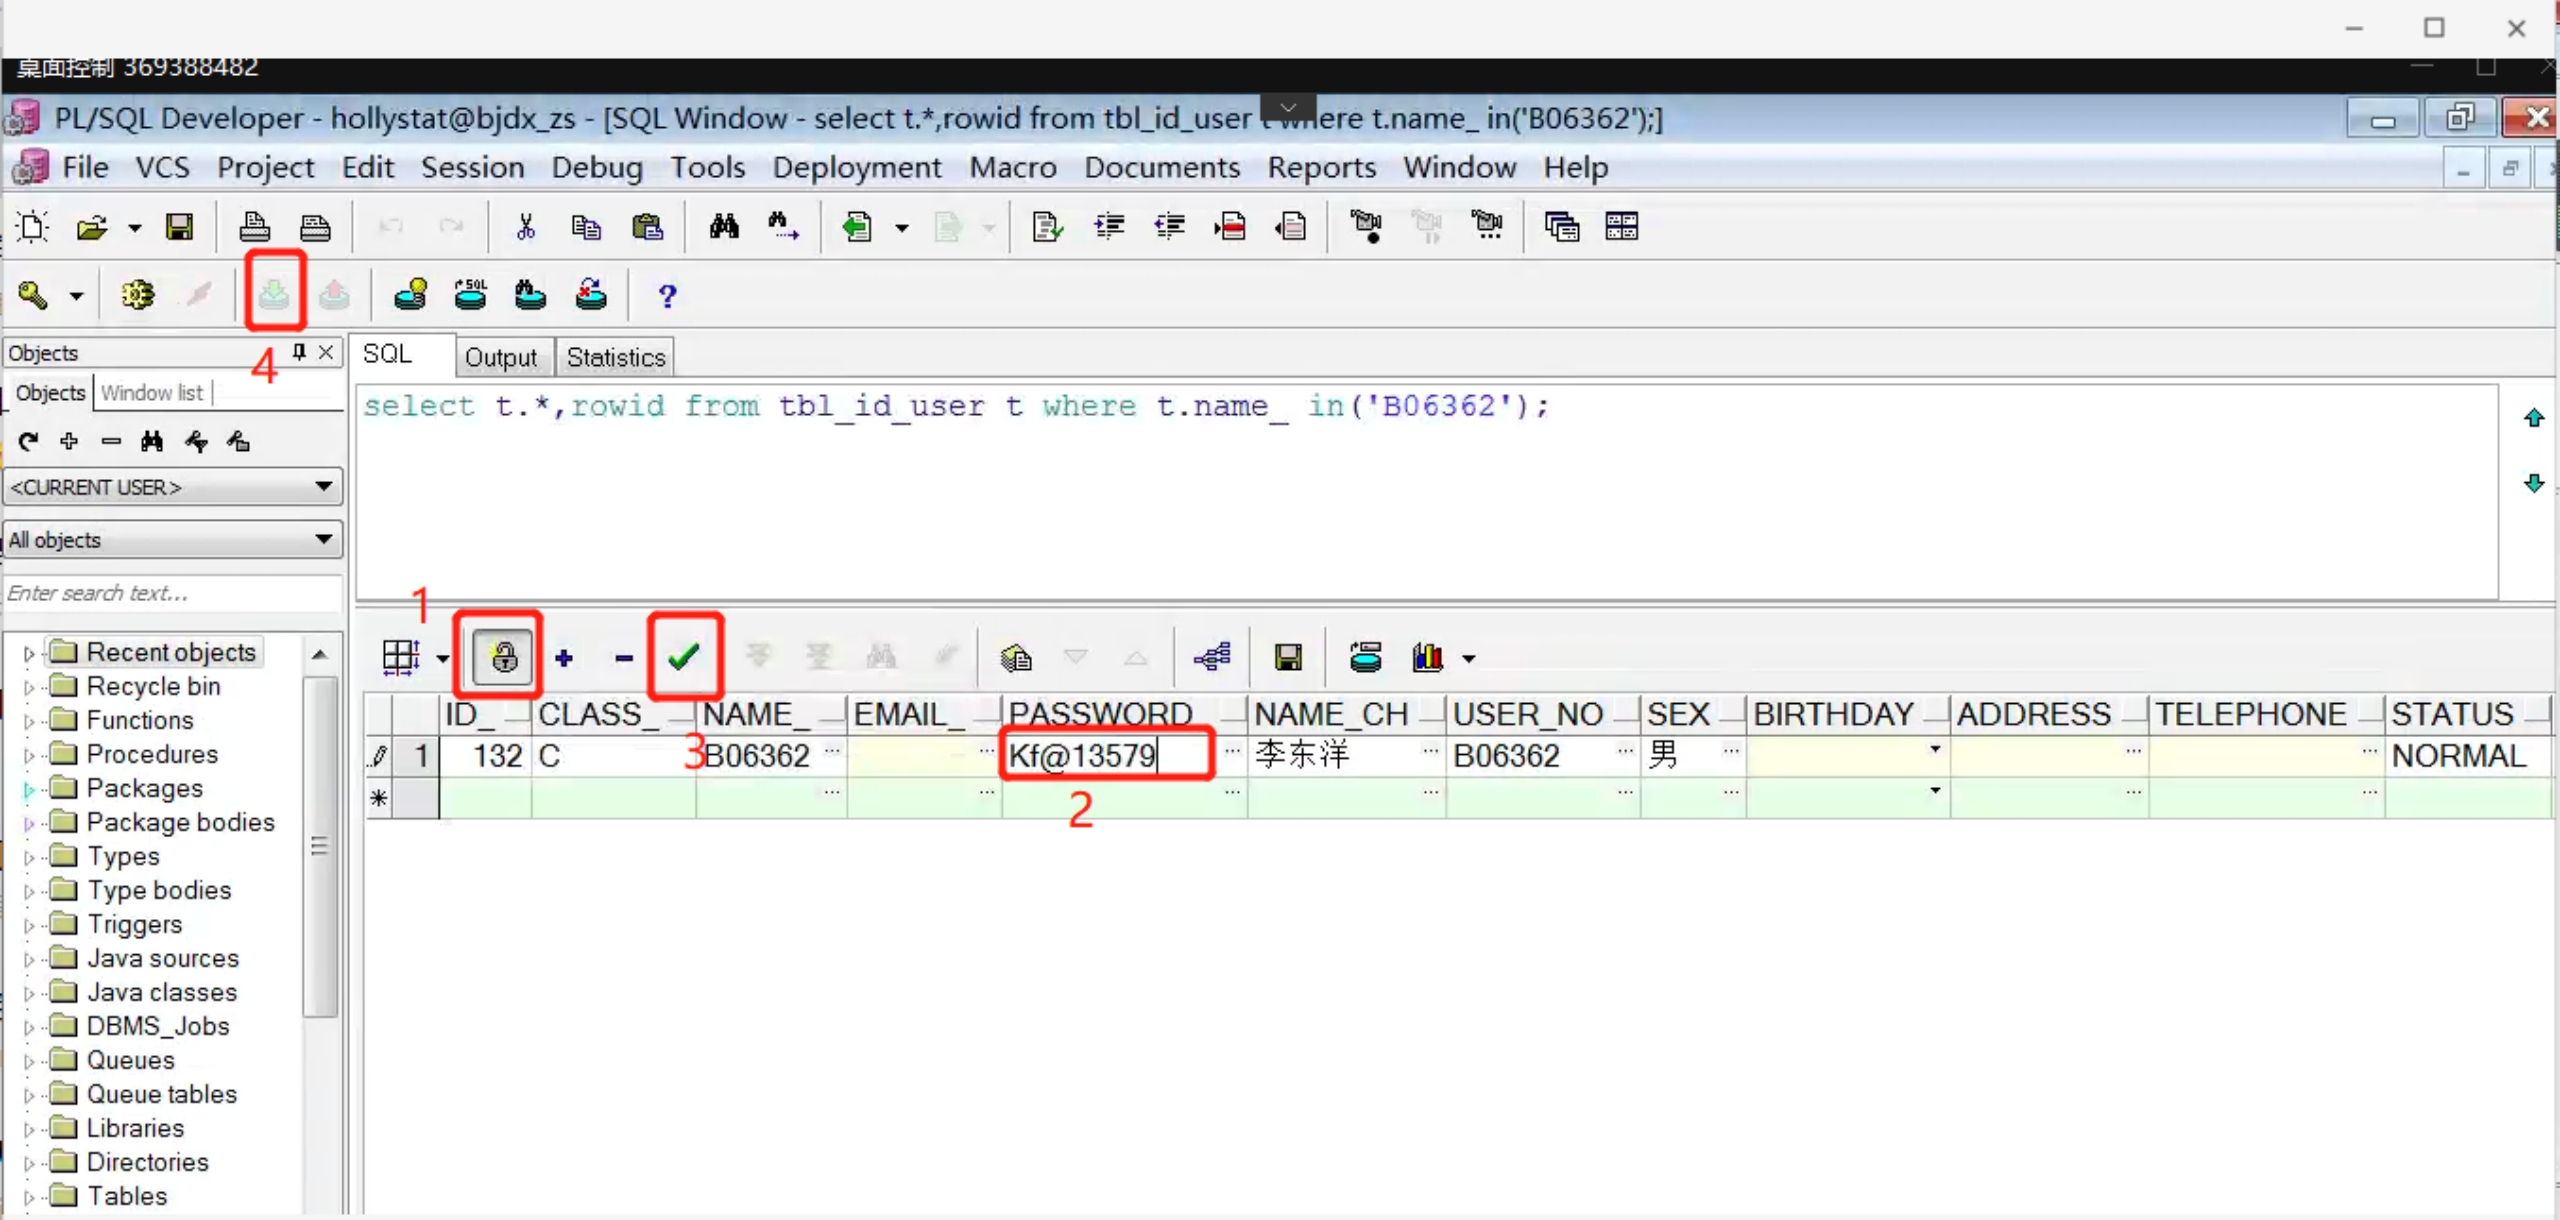 桌面控制 369388482
PL/SQL Developer - hollystat@bjdx_zs - [SQL Window - select t.*,rowid from tbl_id_user t where t.name_ in('B06362');]
File VCS Project Edit Session Debug Tools Deployment Macro Documents Reports Window Help
SQL
?
4
Objects
SQL Output Statistics
Objects Window list
select t.*,rowid from tbl_id_user t where t.name_ in('B06362');
<CURRENT USER>
All objects
Enter search text...
1
Recent objects
Recycle bin
Functions
Procedures
Packages
Package bodies
Types
Type bodies
Triggers
Java sources
Java classes
DBMS_Jobs
Queues
Queue tables
Libraries
Directories
Tables
ID_ CLASS_ NAME_ EMAIL_ PASSWORD NAME_CH USER_NO SEX BIRTHDAY ADDRESS TELEPHONE STATUS
3
1 132 C B06362 ... ... Kf@13579 ... 李东洋 ... B06362 ... 男 ... ... ... NORMAL
* ... ... ... ... ... ... ... ...
2